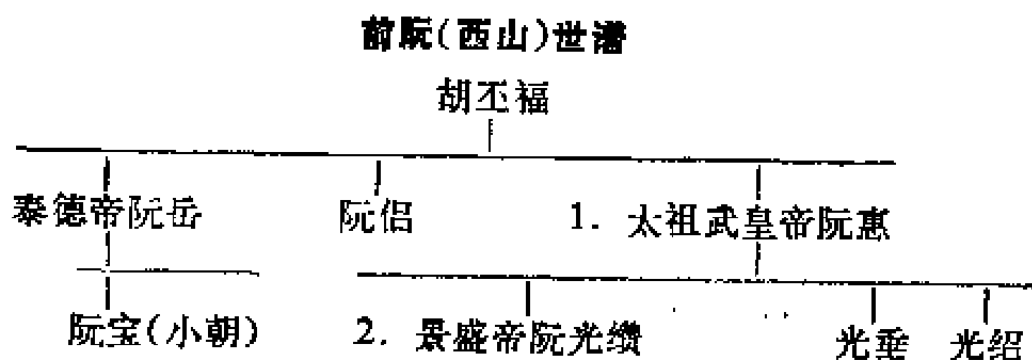 前阮(西山)世谱
胡丕福
泰德帝阮岳 阮侣 1. 太祖武皇帝阮惠
阮宝(小朝) 2. 景盛帝阮光缵 光垂 光绍